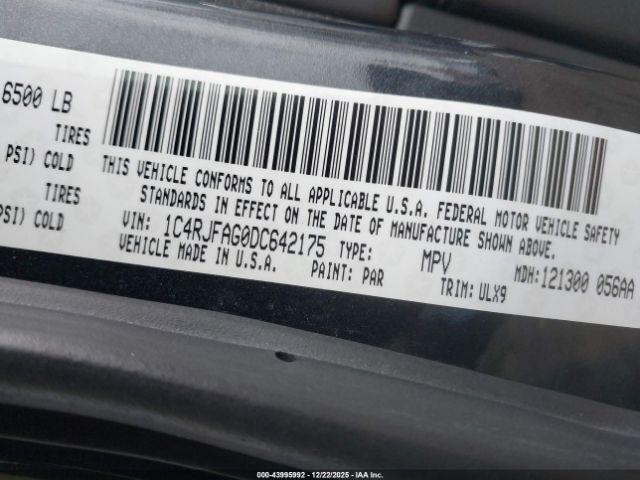 6500 LB
TIRES
PSI) COLD
TIRES
PSI) COLD
THIS VEHICLE CONFORMS TO ALL APPLICABLE U.S.A. FEDERAL MOTOR VEHICLE SAFETY
STANDARDS IN EFFECT ON THE DATE OF MANUFACTURE SHOWN ABOVE.
VIN: 1C4RJFAG0DC642175 TYPE: MPV MDH:121300 056AA
VEHICLE MADE IN U.S.A. PAINT: PAR TRIM: ULX9
000-43995992 • 12/22/2025 • IAA Inc.